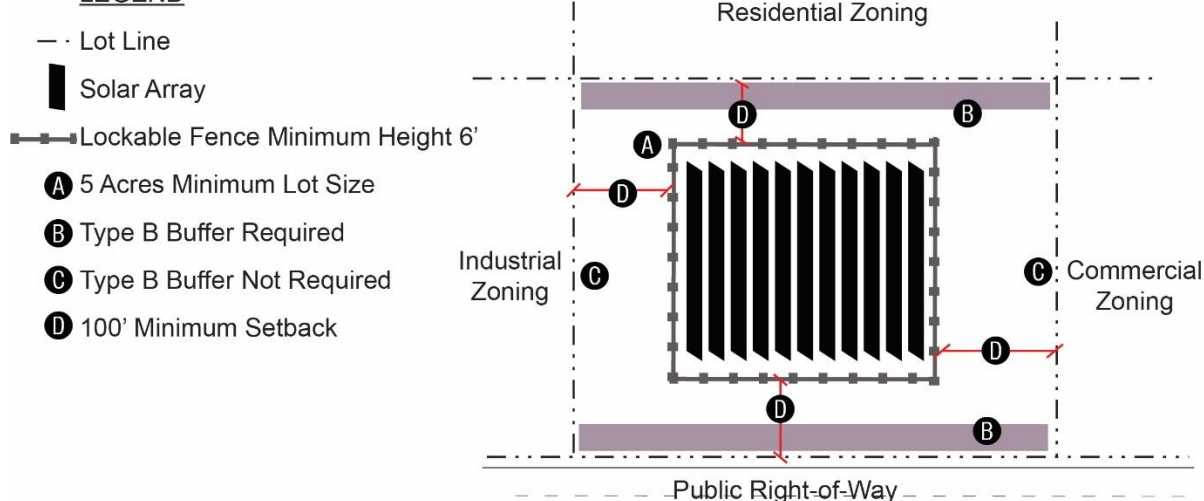 LEGEND
Lot Line
Solar Array
Lockable Fence Minimum Height 6'
A 5 Acres Minimum Lot Size
B Type B Buffer Required
C Type B Buffer Not Required
D 100' Minimum Setback
Residential Zoning
D
B
A
D
Industrial
Zoning
C
C
Commercial
Zoning
D
D
B
Public Right-of-Way